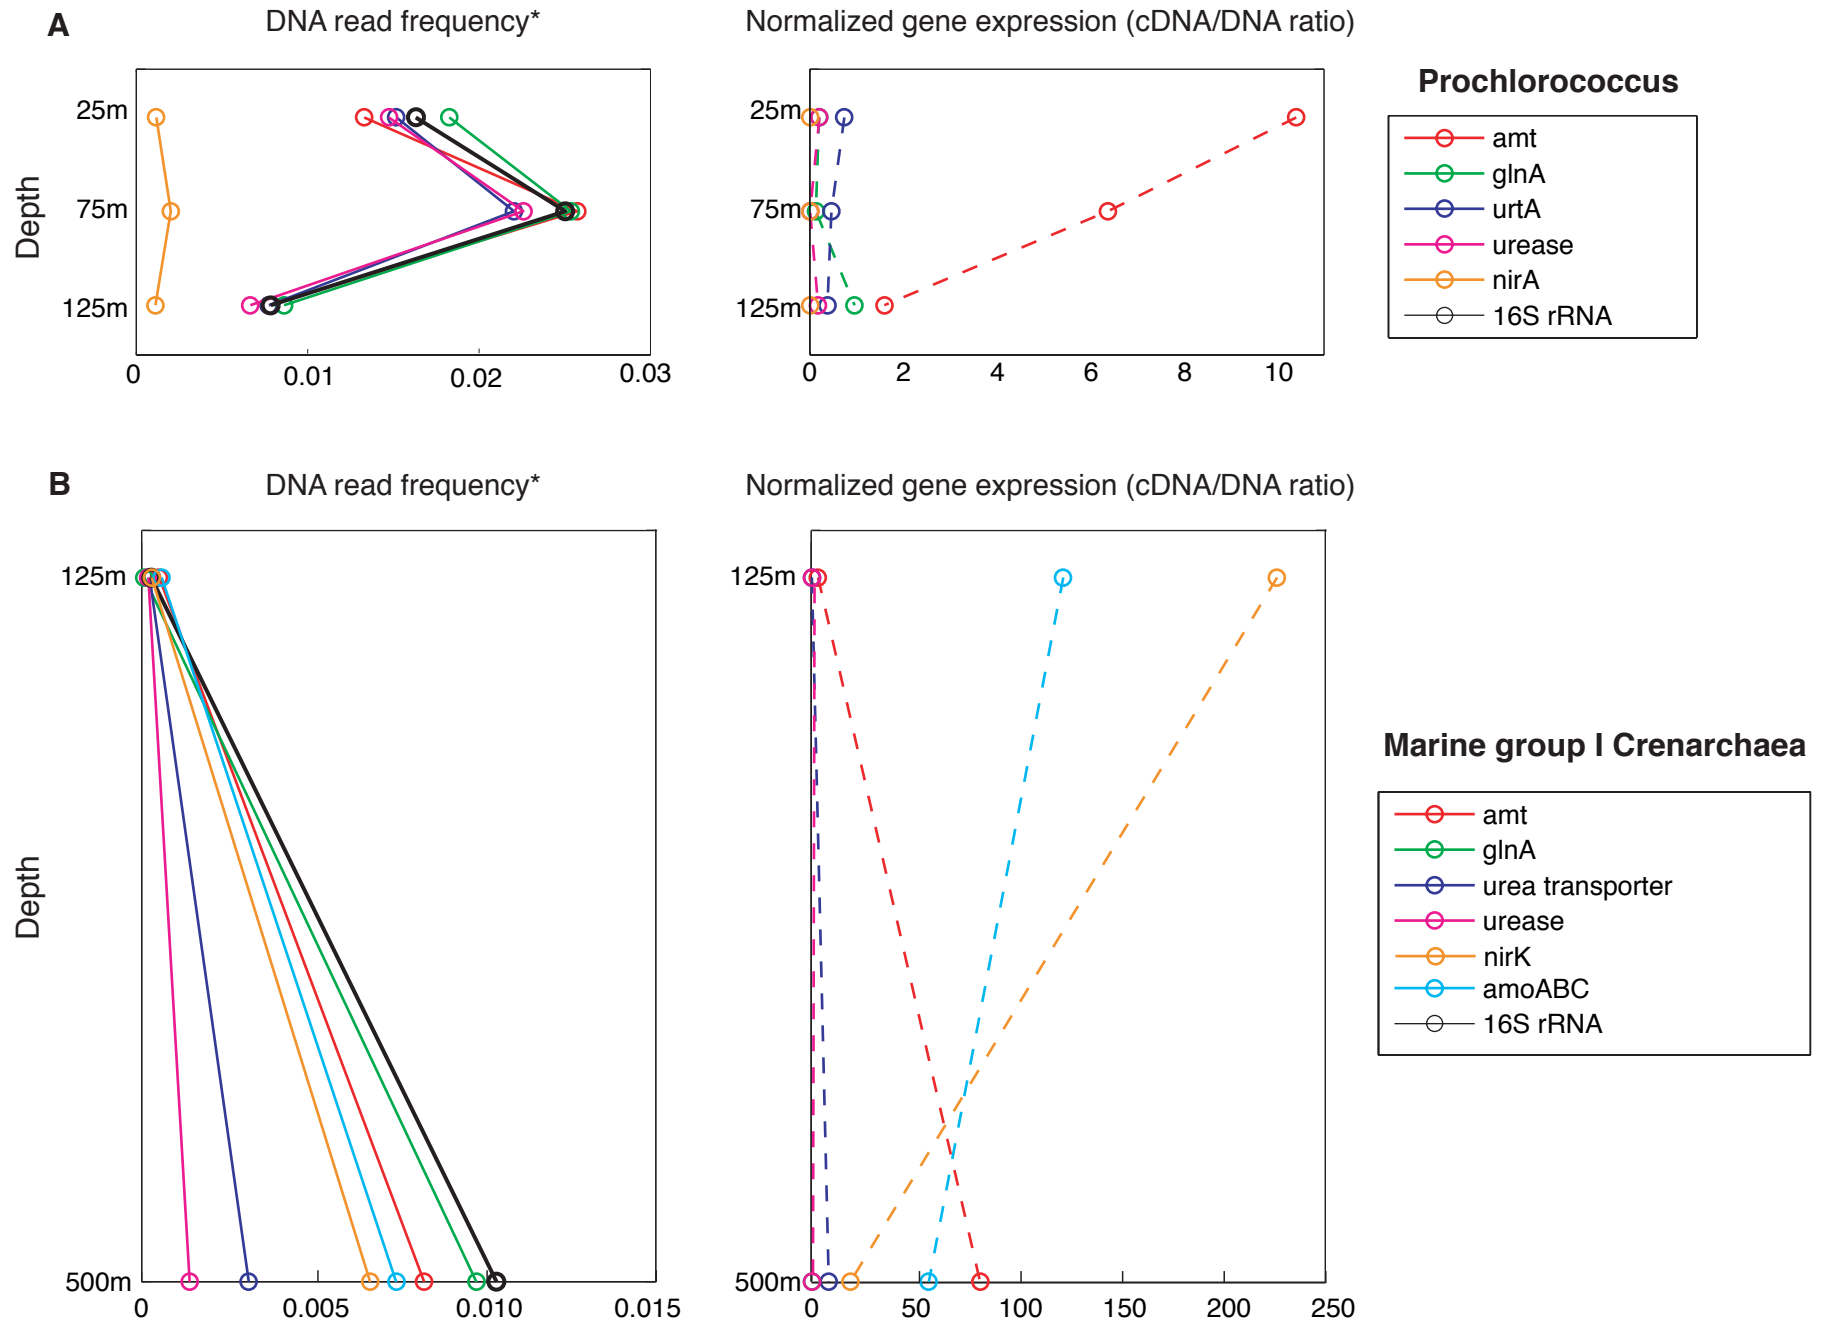 A
DNA read frequency*
Normalized gene expression (cDNA/DNA ratio)
Prochlorococcus
Depth
25m
75m
125m
0
0.01
0.02
0.03
25m
75m
125m
0
2
4
6
8
10
amt
glnA
urtA
urease
nirA
16S rRNA
B
DNA read frequency*
Normalized gene expression (cDNA/DNA ratio)
Depth
125m
500m
0
0.005
0.010
0.015
125m
500m
0
50
100
150
200
250
Marine group I Crenarchaea
amt
glnA
urea transporter
urease
nirK
amoABC
16S rRNA